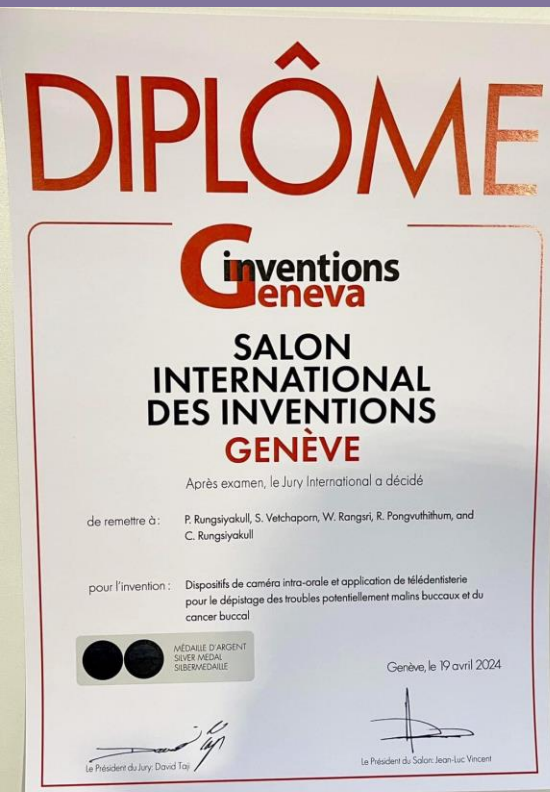 DIPLÔME
inventions
Geneva
SALON
INTERNATIONAL
DES INVENTIONS
GENÈVE
Après examen, le Jury International a décidé
de remettre à : P. Rungsiyakull, S. Vetchaporn, W. Rangsri, R. Pongvuthithum, and
C. Rungsiyakull
pour l'invention : Dispositifs de caméra intra-orale et application de télédentisterie
pour le dépistage des troubles potentiellement malins buccaux et du
cancer buccal
MÉDAILLE D'ARGENT
SILVER MEDAL
SILBERMEDAILLE
Genève, le 19 avril 2024
Le Président du Jury: David Taji
Le Président du Salon: Jean-Luc Vincent